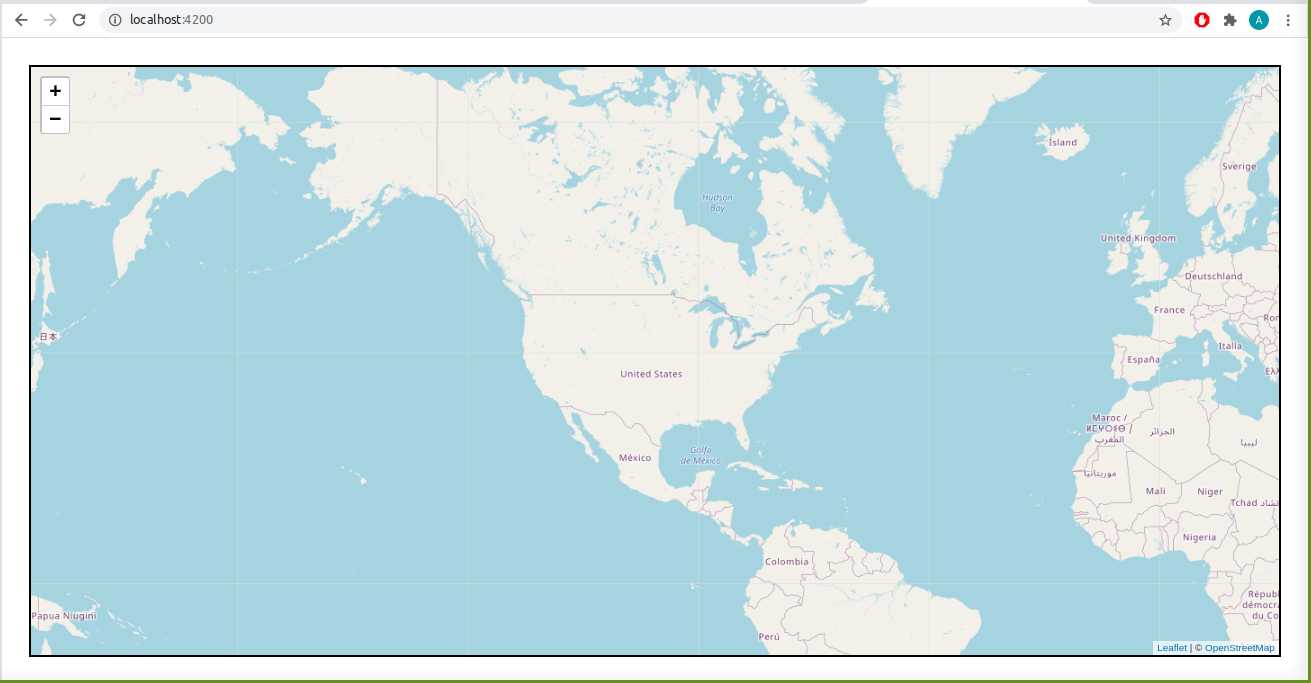 localhost:4200
A
+
−
Ísland
Sverige
Hudson
Bay
United Kingdom
Deutschland
France
Ron
日本
Italia
España
Ελλ
United States
Maroc /
ⵍⵎⵖⵔⵉⴱ /
المغرب
الجزائر
ليبيا
México
Golfo
de México
موريتانيا
Mali
Niger
Tchad تشاد
Nigeria
Colombia
Républ
démocra
du Co
Papua Niugini
Perú
Leaflet | © OpenStreetMap